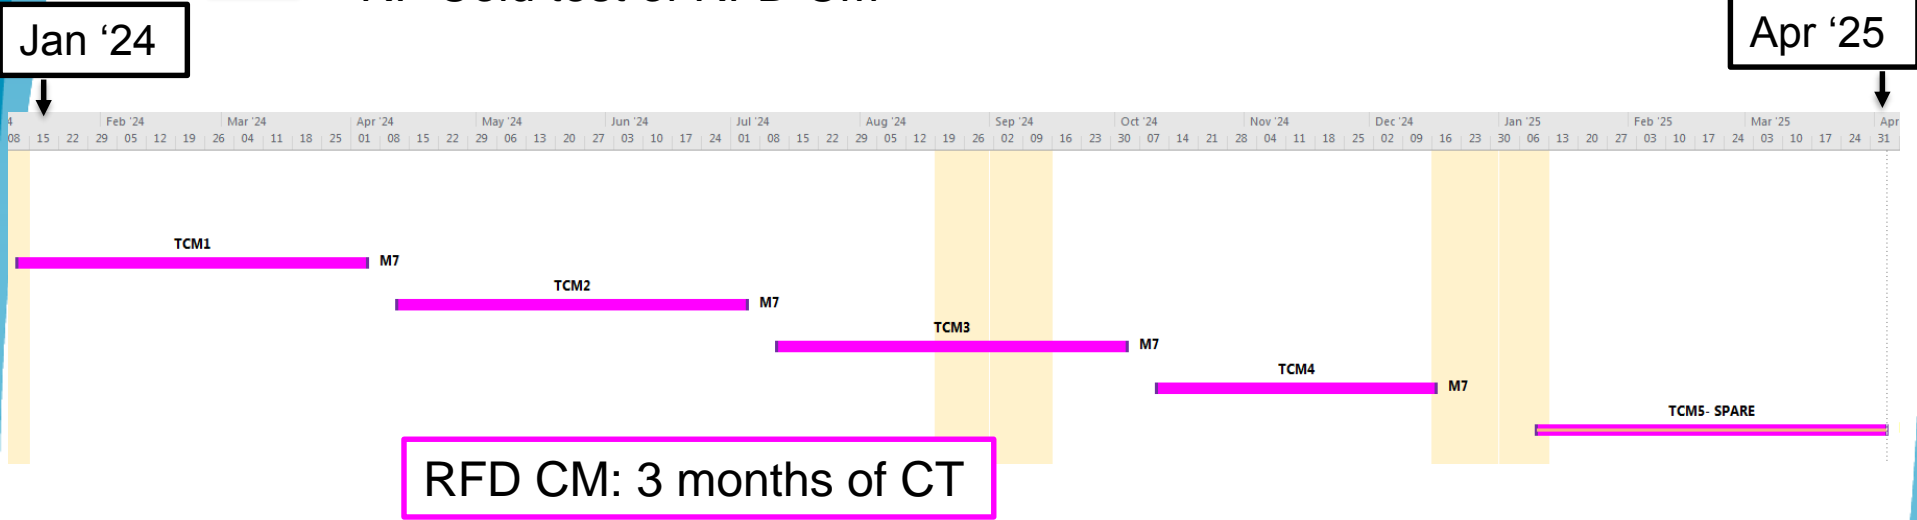 Jan ‘24
Apr ‘25
4 Feb '24 Mar '24 Apr '24 May '24 Jun '24 Jul '24 Aug '24 Sep '24 Oct '24 Nov '24 Dec '24 Jan '25 Feb '25 Mar '25 Apr
08 15 22 29 05 12 19 26 04 11 18 25 01 08 15 22 29 06 13 20 27 03 10 17 24 01 08 15 22 29 05 12 19 26 02 09 16 23 30 07 14 21 28 04 11 18 25 02 09 16 23 30 06 13 20 27 03 10 17 24 03 10 17 24 31
TCM1
M7
TCM2
M7
TCM3
M7
TCM4
M7
TCM5- SPARE
RFD CM: 3 months of CT